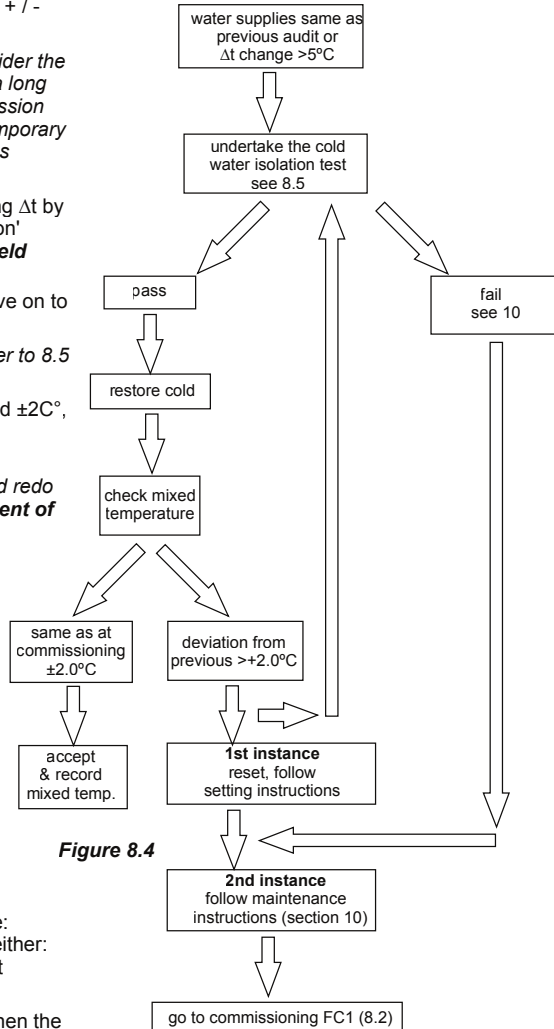 + / -
ider the
a long
ssion
mporary
s
ng Δt by
on'
eld
ve on to
er to 8.5
d ±2C°,
d redo
ent of
e:
either:
t
hen the
water supplies same as
previous audit or
Δt change >5ºC
undertake the cold
water isolation test
see 8.5
pass
fail
see 10
restore cold
check mixed
temperature
same as at
commissioning
±2.0ºC
deviation from
previous >+2.0ºC
accept
& record
mixed temp.
1st instance
reset, follow
setting instructions
Figure 8.4
2nd instance
follow maintenance
instructions (section 10)
go to commissioning FC1 (8.2)